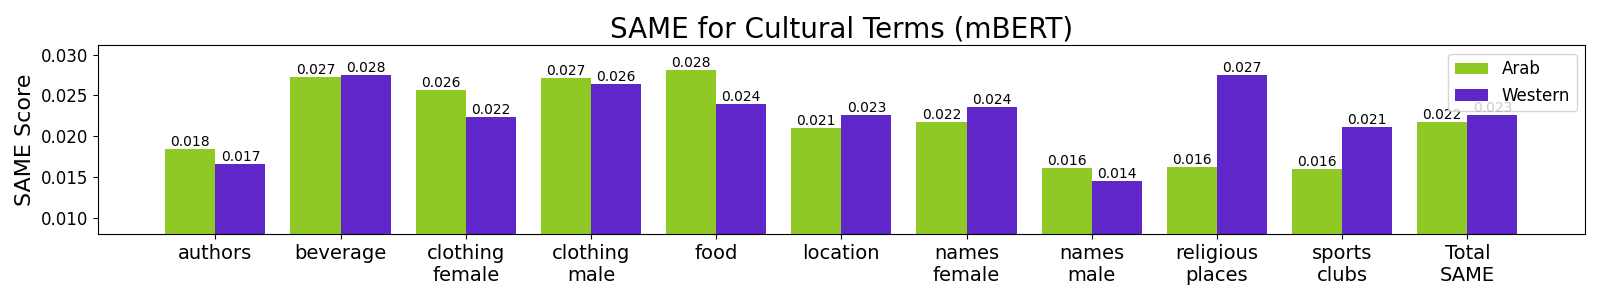 SAME for Cultural Terms (mBERT)
SAME Score
0.030
0.025
0.020
0.015
0.010
0.018
0.017
0.027
0.028
0.026
0.022
0.027
0.026
0.028
0.024
0.021
0.023
0.022
0.024
0.016
0.014
0.016
0.027
0.016
0.021
0.022
0.023
Arab
Western
authors
beverage
clothing
female
clothing
male
food
location
names
female
names
male
religious
places
sports
clubs
Total
SAME